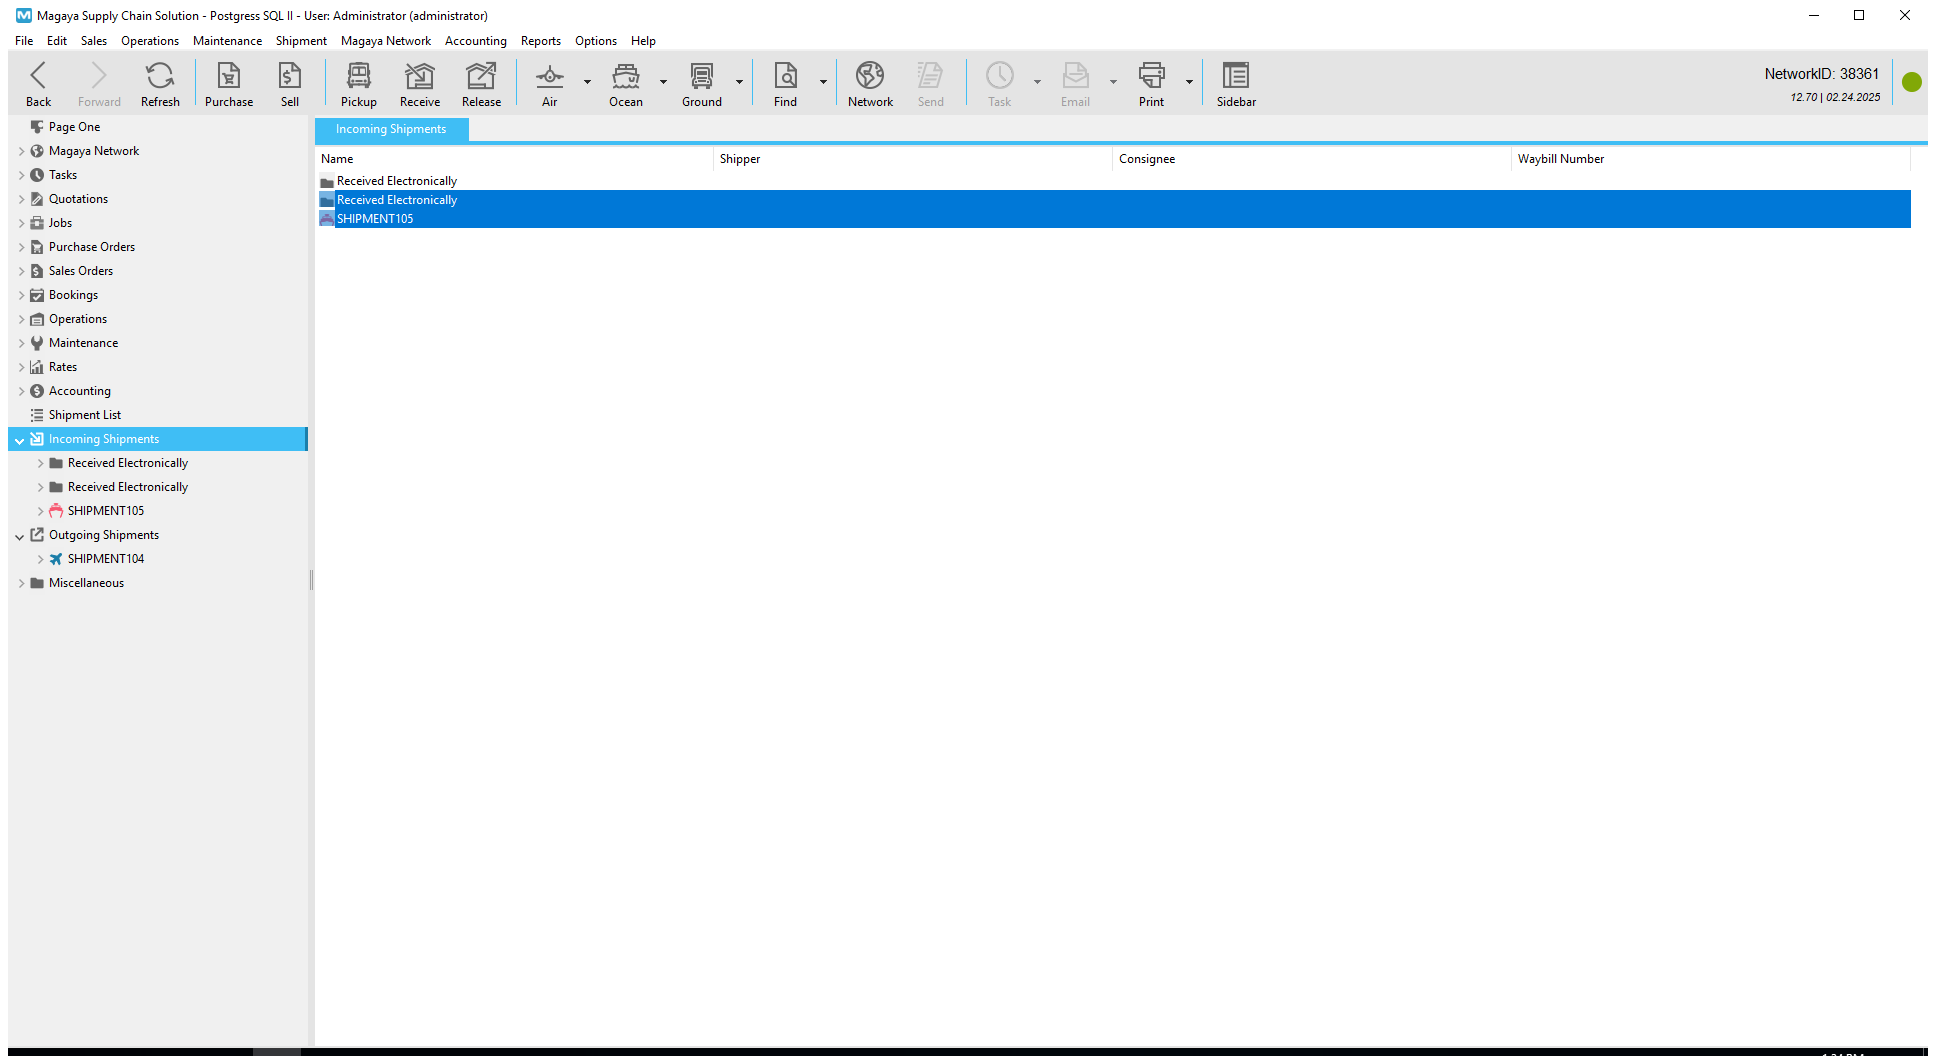 Magaya Supply Chain Solution - Postgress SQL II - User: Administrator (administrator)
File Edit Sales Operations Maintenance Shipment Magaya Network Accounting Reports Options Help
Back Forward Refresh Purchase Sell Pickup Receive Release Air Ocean Ground Find Network Send Task Email Print Sidebar
NetworkID: 38361
12.70 | 02.24.2025
Page One
Magaya Network
Tasks
Quotations
Jobs
Purchase Orders
Sales Orders
Bookings
Operations
Maintenance
Rates
Accounting
Shipment List
Incoming Shipments
Received Electronically
Received Electronically
SHIPMENT105
Outgoing Shipments
SHIPMENT104
Miscellaneous
Incoming Shipments
Name Shipper Consignee Waybill Number
Received Electronically
Received Electronically
SHIPMENT105